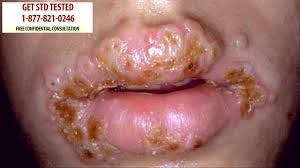 GET STD TESTED
1-877-821-0246
FREE CONFIDENTIAL CONSULTATION